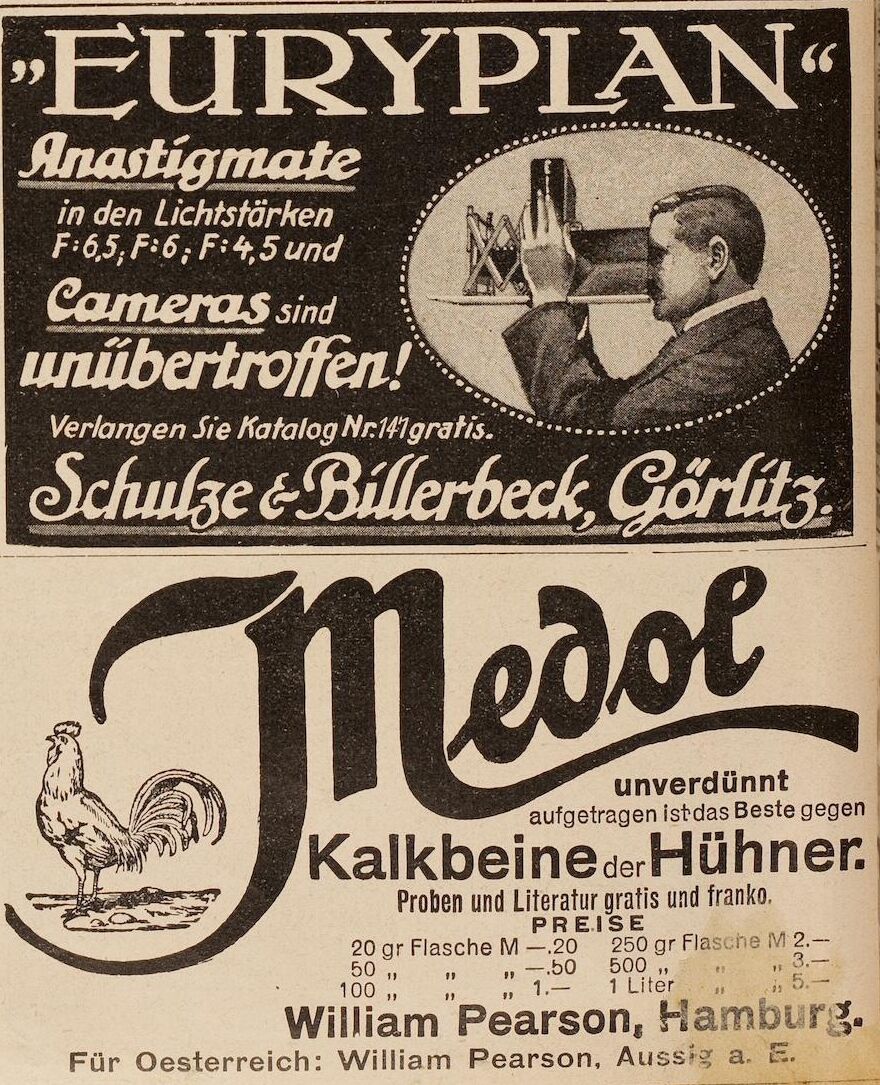 „EURYPLAN“
Anastigmate
in den Lichtstärken
F:6,5, F:6, F:4,5 und
Cameras sind
unübertroffen!
Verlangen Sie Katalog Nr. 141 gratis.
Schulze & Billerbeck, Görlitz.
Medol
unverdünnt
aufgetragen ist das Beste gegen
Kalkbeine der Hühner.
Proben und Literatur gratis und franko.
PREISE
20 gr Flasche M —.20 250 gr Flasche M 2.—
50 „ „ „ —.50 500 „ „ „ 3.—
100 „ „ „ 1.— 1 Liter „ „ 5.—
William Pearson, Hamburg.
Für Oesterreich: William Pearson, Aussig a. E.